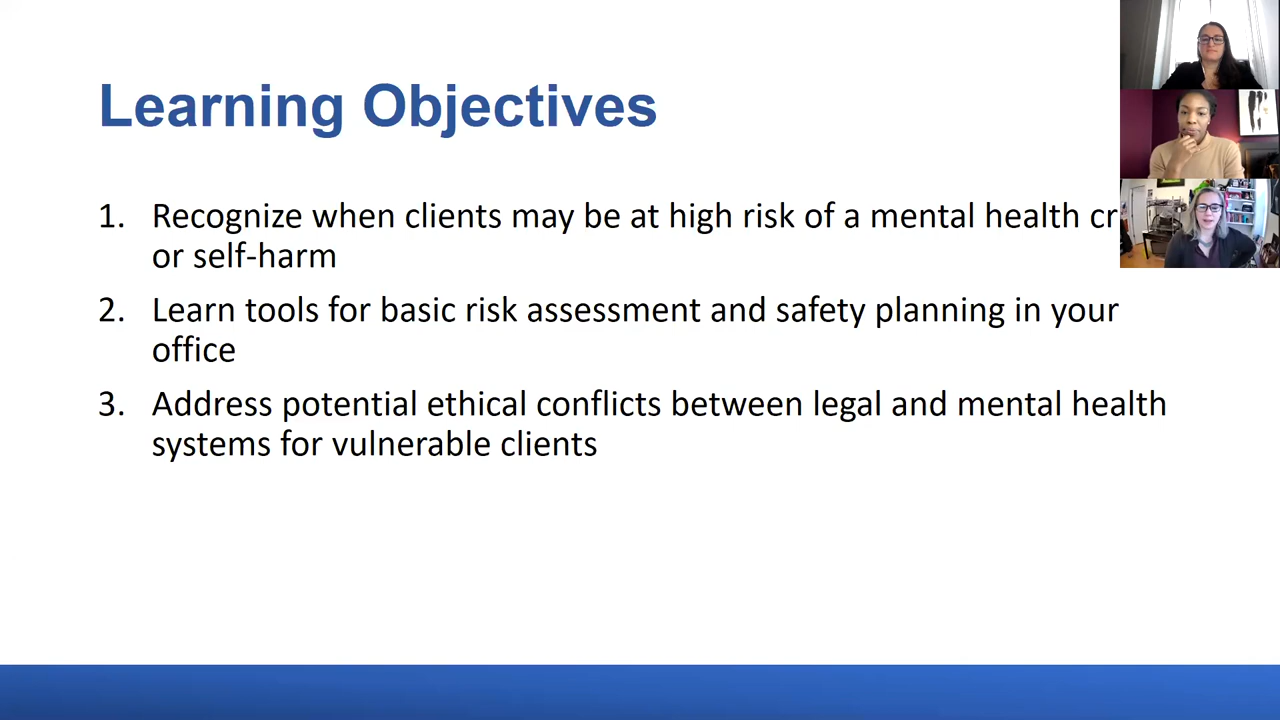 Learning Objectives
1. Recognize when clients may be at high risk of a mental health
or self-harm
2. Learn tools for basic risk assessment and safety planning in your
office
3. Address potential ethical conflicts between legal and mental health
systems for vulnerable clients